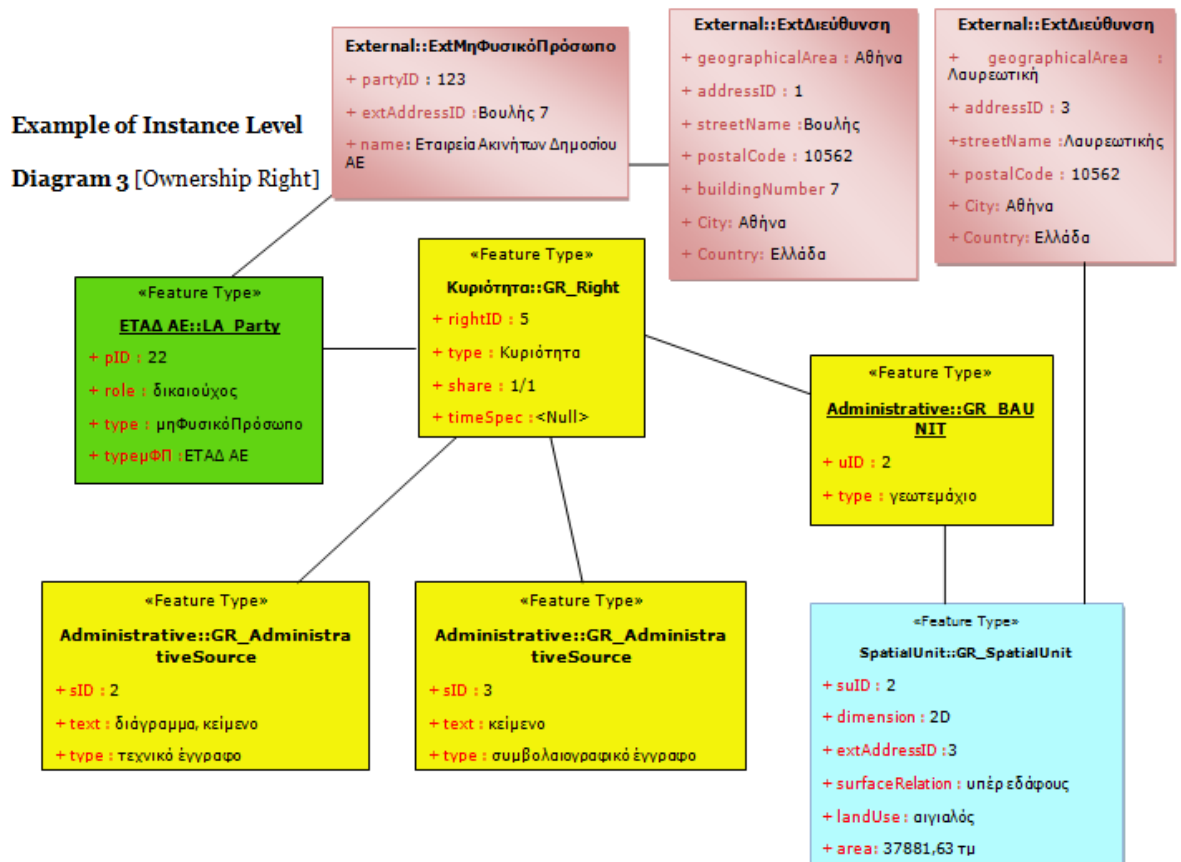 Example of Instance Level
Diagram 3 [Ownership Right]
External::ExtΜηΦυσικόΠρόσωπο
+ partyID : 123
+ extAddressID :Βουλής 7
+ name: Εταιρεία Ακινήτων Δημοσίου
ΑΕ
External::ExtΔιεύθυνση
+ geographicalArea : Αθήνα
+ addressID : 1
+ streetName :Βουλής
+ postalCode : 10562
+ buildingNumber 7
+ City: Αθήνα
+ Country: Ελλάδα
External::ExtΔιεύθυνση
+ geographicalArea :
Λαυρεωτική
+ addressID : 3
+streetName :Λαυρεωτικής
+ postalCode : 10562
+ City: Αθήνα
+ Country: Ελλάδα
«Feature Type»
ΕΤΑΔ ΑΕ::LA_Party
+ pID : 22
+ role : δικαιούχος
+ type : μηΦυσικόΠρόσωπο
+ typeμΦΠ :ΕΤΑΔ ΑΕ
«Feature Type»
Κυριότητα::GR_Right
+ rightID : 5
+ type : Κυριότητα
+ share : 1/1
+ timeSpec :<Null>
«Feature Type»
Administrative::GR_BAU
NIT
+ uID : 2
+ type : γεωτεμάχιο
«Feature Type»
Administrative::GR_Administra
tiveSource
+ sID : 2
+ text : διάγραμμα, κείμενο
+ type : τεχνικό έγγραφο
«Feature Type»
Administrative::GR_Administra
tiveSource
+ sID : 3
+ text : κείμενο
+ type : συμβολαιογραφικό έγγραφο
«Feature Type»
SpatialUnit::GR_SpatialUnit
+ suID : 2
+ dimension : 2D
+ extAddressID :3
+ surfaceRelation : υπέρ εδάφους
+ landUse : αιγιαλός
+ area: 37881,63 τμ